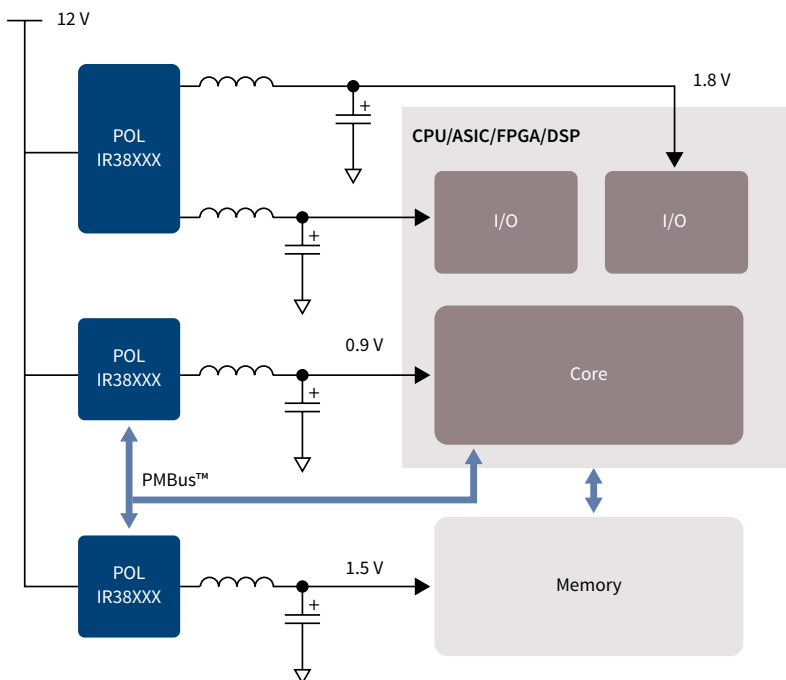 12 V
POL
IR38XXX
+
1.8 V
CPU/ASIC/FPGA/DSP
I/O
I/O
+
POL
IR38XXX
0.9 V
+
Core
PMBus™
POL
IR38XXX
1.5 V
+
Memory